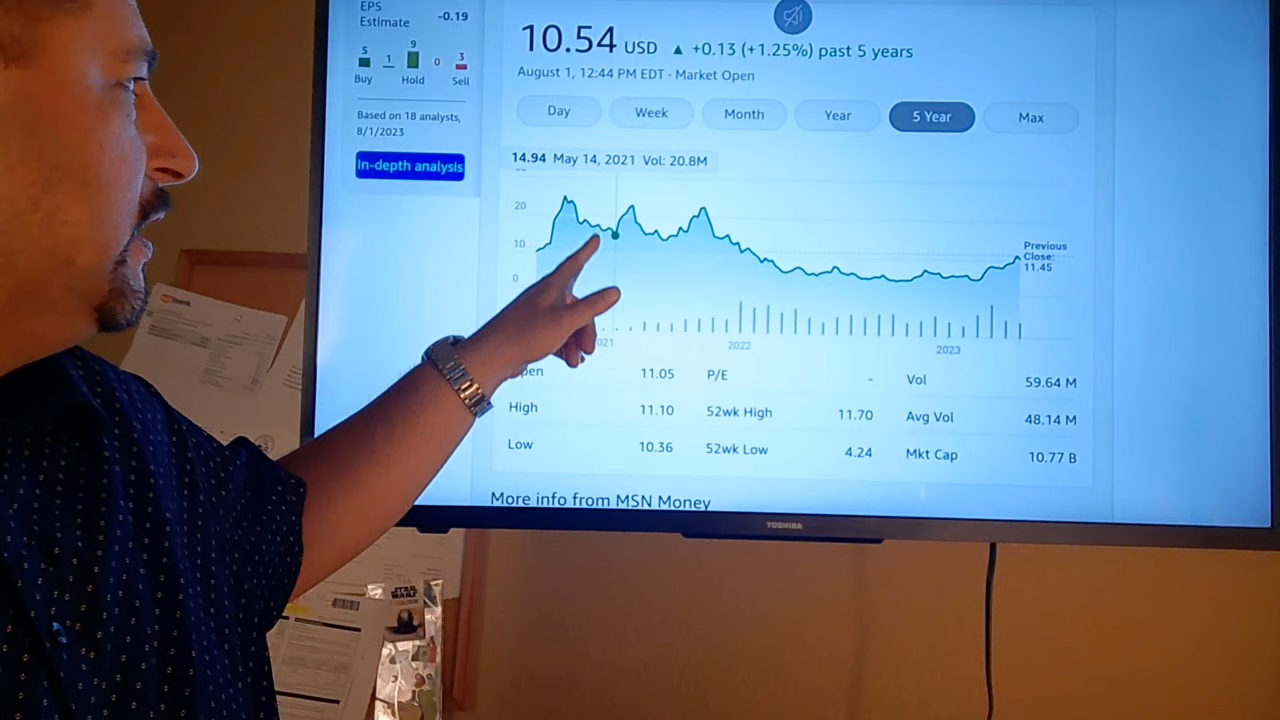 EPS
Estimate -0.19
5 1 9 0 3
Buy Hold Sell
Based on 18 analysts,
8/1/2023
In-depth analysis
10.54 USD ▲ +0.13 (+1.25%) past 5 years
August 1, 12:44 PM EDT · Market Open
Day Week Month Year 5 Year Max
14.94 May 14, 2021 Vol: 20.8M
20
10
0
Previous
Close:
11.45
2022 2023
11.05 P/E - Vol 59.64 M
High 11.10 52wk High 11.70 Avg Vol 48.14 M
Low 10.36 52wk Low 4.24 Mkt Cap 10.77 B
More info from MSN Money
TOSHIBA
STAR
WARS